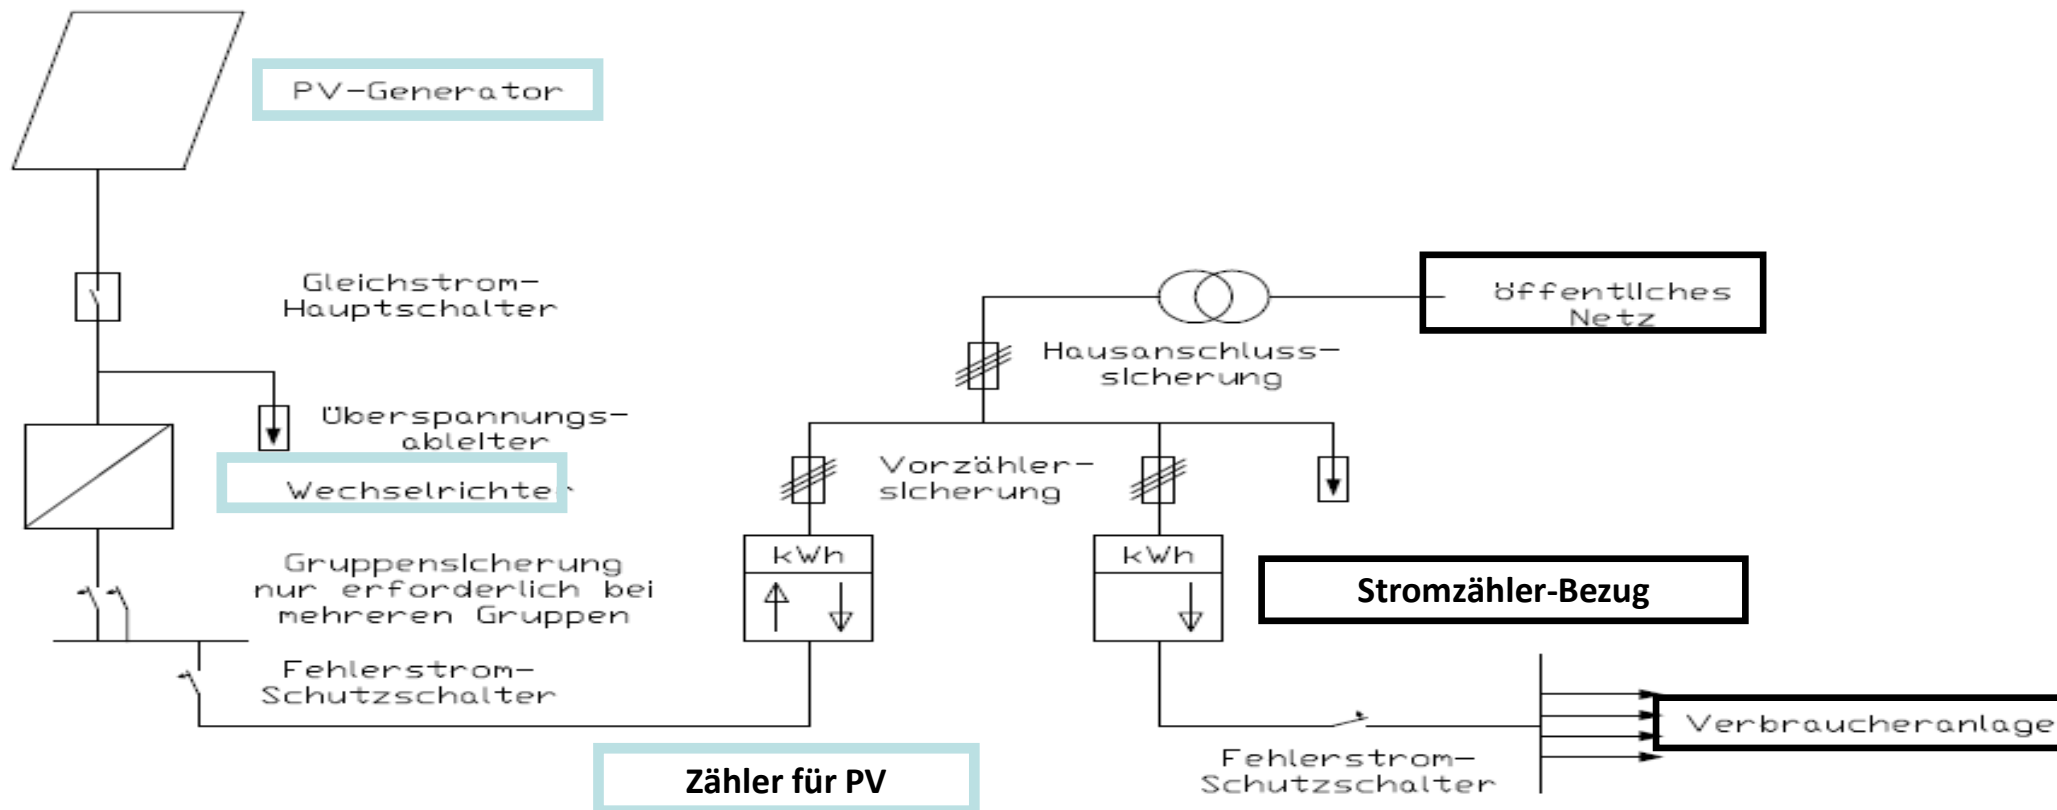 PV-Generator
Gleichstrom-
Hauptschalter
öffentliches
Netz
Hausanschluss-
sicherung
Überspannungs-
ableiter
Wechselrichter
Vorzähler-
sicherung
kWh
kWh
Gruppensicherung
nur erforderlich bei
mehreren Gruppen
Stromzähler-Bezug
Fehlerstrom-
Schutzschalter
Verbraucheranlage
Zähler für PV
Fehlerstrom-
Schutzschalter